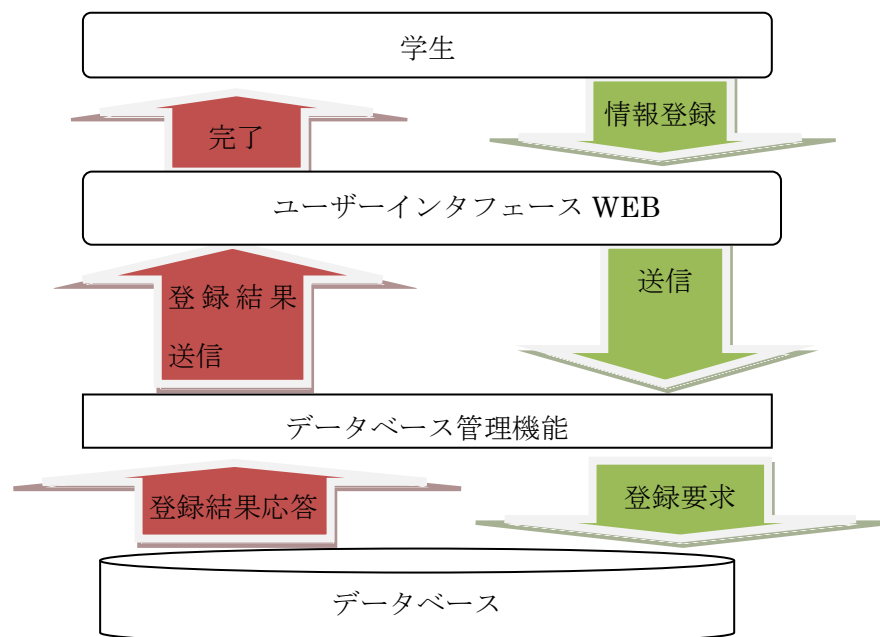 学生
完了
情報登録
ユーザーインタフェース WEB
登録結果
送信
送信
データベース管理機能
登録結果応答
登録要求
データベース